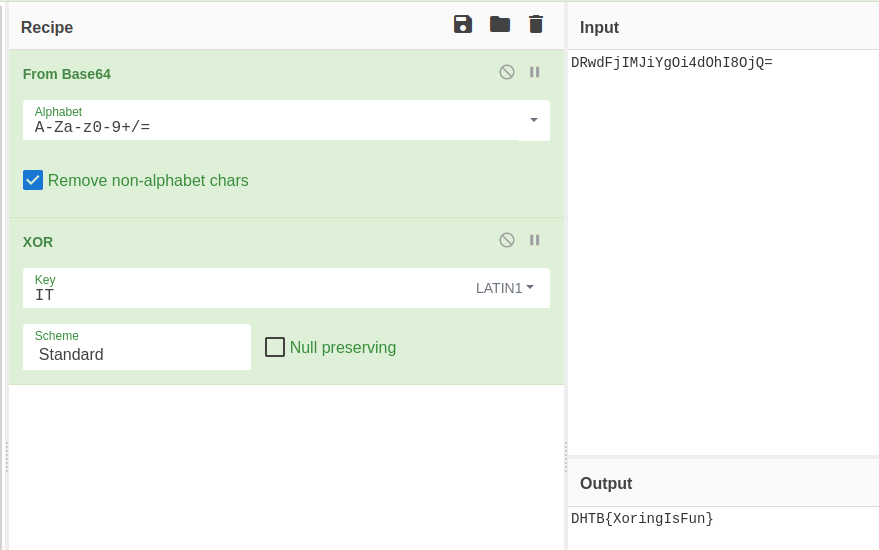 Recipe
From Base64
Alphabet
A-Za-z0-9+/=
Remove non-alphabet chars
XOR
Key
IT
LATIN1
Scheme
Standard
Null preserving
Input
DRwdFjIMJiYgOi4dOhI8OjQ=
Output
DHTB{XoringIsFun}